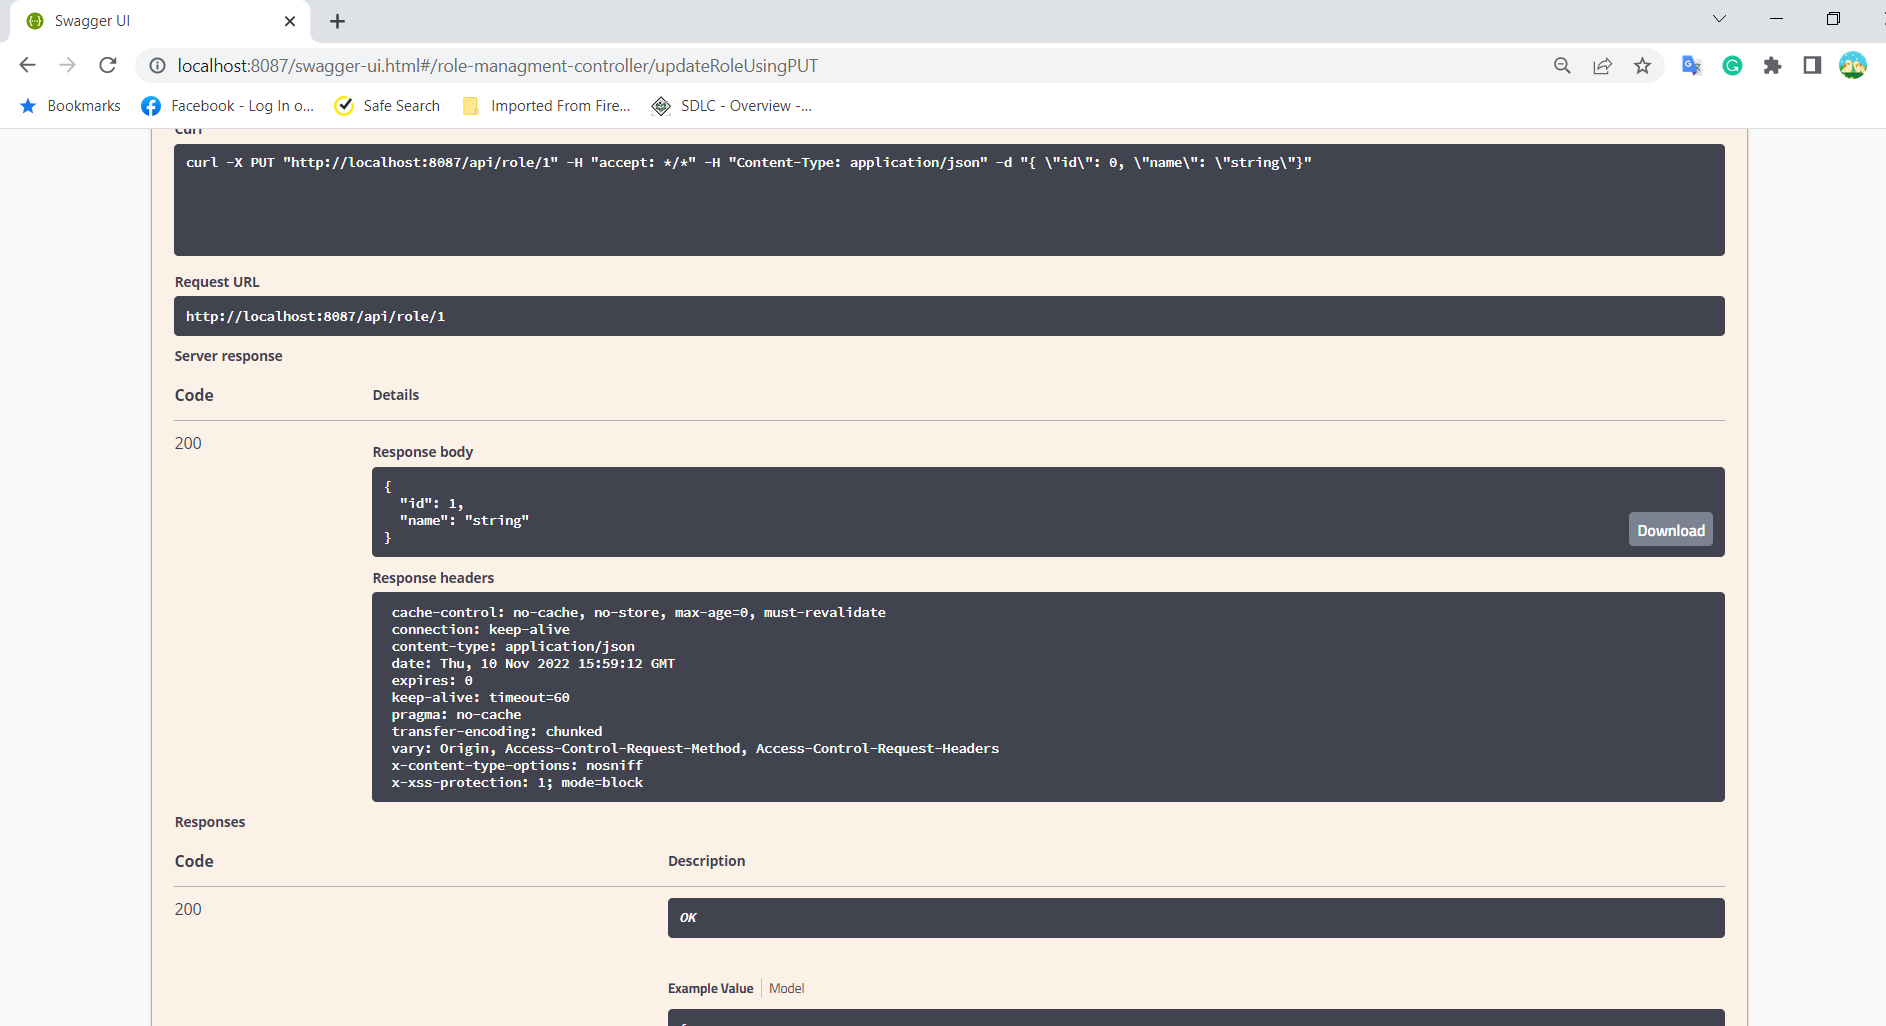 Swagger UI
localhost:8087/swagger-ui.html#/role-managment-controller/updateRoleUsingPUT
Bookmarks
Facebook - Log In o...
Safe Search
Imported From Fire...
SDLC - Overview -...
Curl
curl -X PUT "http://localhost:8087/api/role/1" -H "accept: */*" -H "Content-Type: application/json" -d "{ \"id\": 0, \"name\": \"string\"}"
Request URL
http://localhost:8087/api/role/1
Server response
Code Details
200
Response body
{
"id": 1,
"name": "string"
}
Download
Response headers
cache-control: no-cache, no-store, max-age=0, must-revalidate
connection: keep-alive
content-type: application/json
date: Thu, 10 Nov 2022 15:59:12 GMT
expires: 0
keep-alive: timeout=60
pragma: no-cache
transfer-encoding: chunked
vary: Origin, Access-Control-Request-Method, Access-Control-Request-Headers
x-content-type-options: nosniff
x-xss-protection: 1; mode=block
Responses
Code Description
200
OK
Example Value Model
{